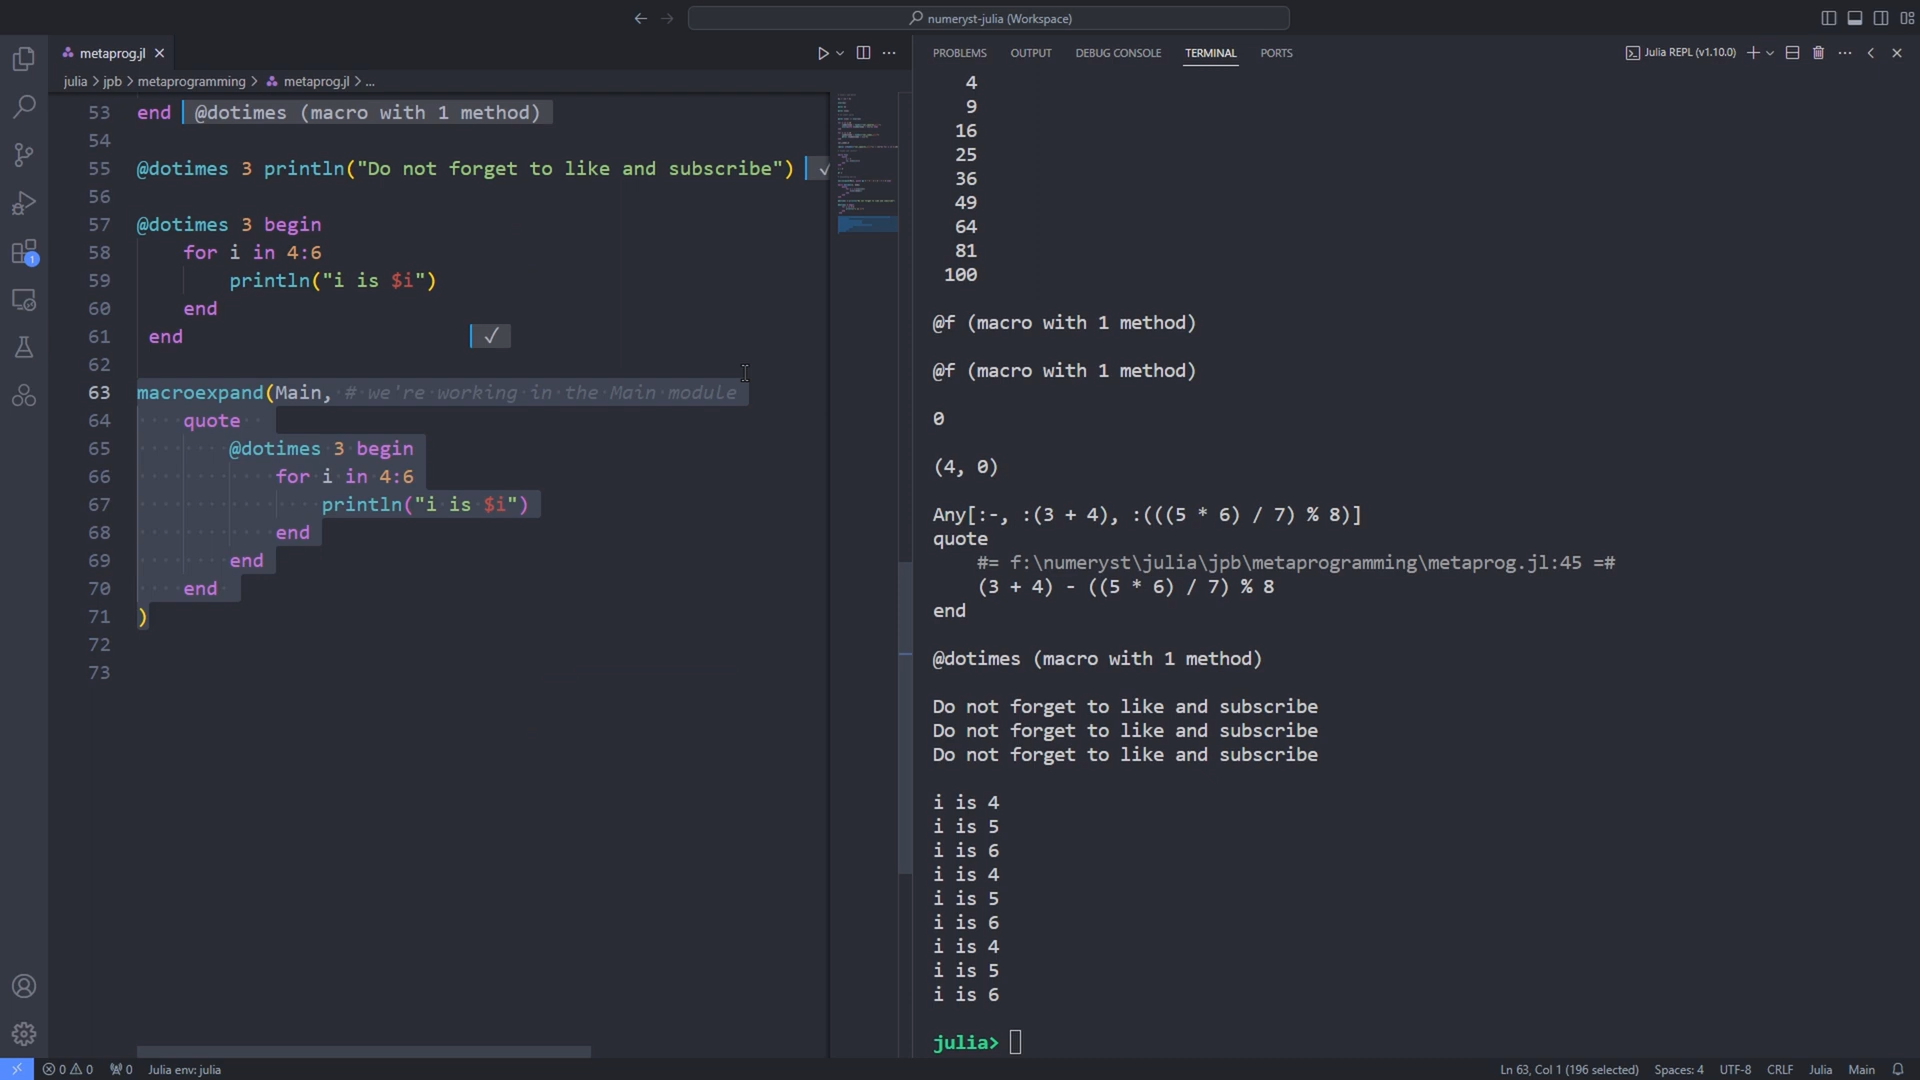 numeryst-julia (Workspace)
metaprog.jl
julia > jpb > metaprogramming > metaprog.jl > ...
53 end @dotimes (macro with 1 method)
54
55 @dotimes 3 println("Do not forget to like and subscribe") ✓
56
57 @dotimes 3 begin
58 for i in 4:6
59 println("i is $i")
60 end
61 end ✓
62
63 macroexpand(Main, # we're working in the Main module
64 quote
65 @dotimes 3 begin
66 for i in 4:6
67 println("i is $i")
68 end
69 end
70 end
71 )
72
73
PROBLEMS OUTPUT DEBUG CONSOLE TERMINAL PORTS
Julia REPL (v1.10.0)
4
9
16
25
36
49
64
81
100
@f (macro with 1 method)
@f (macro with 1 method)
0
(4, 0)
Any[:-, :(3 + 4), :(((5 * 6) / 7) % 8)]
quote
#= f:\numeryst\julia\jpb\metaprogramming\metaprog.jl:45 =#
(3 + 4) - ((5 * 6) / 7) % 8
end
@dotimes (macro with 1 method)
Do not forget to like and subscribe
Do not forget to like and subscribe
Do not forget to like and subscribe
i is 4
i is 5
i is 6
i is 4
i is 5
i is 6
i is 4
i is 5
i is 6
julia>
1
0 0 0 Julia env: julia
Ln 63, Col 1 (196 selected) Spaces: 4 UTF-8 CRLF Julia Main